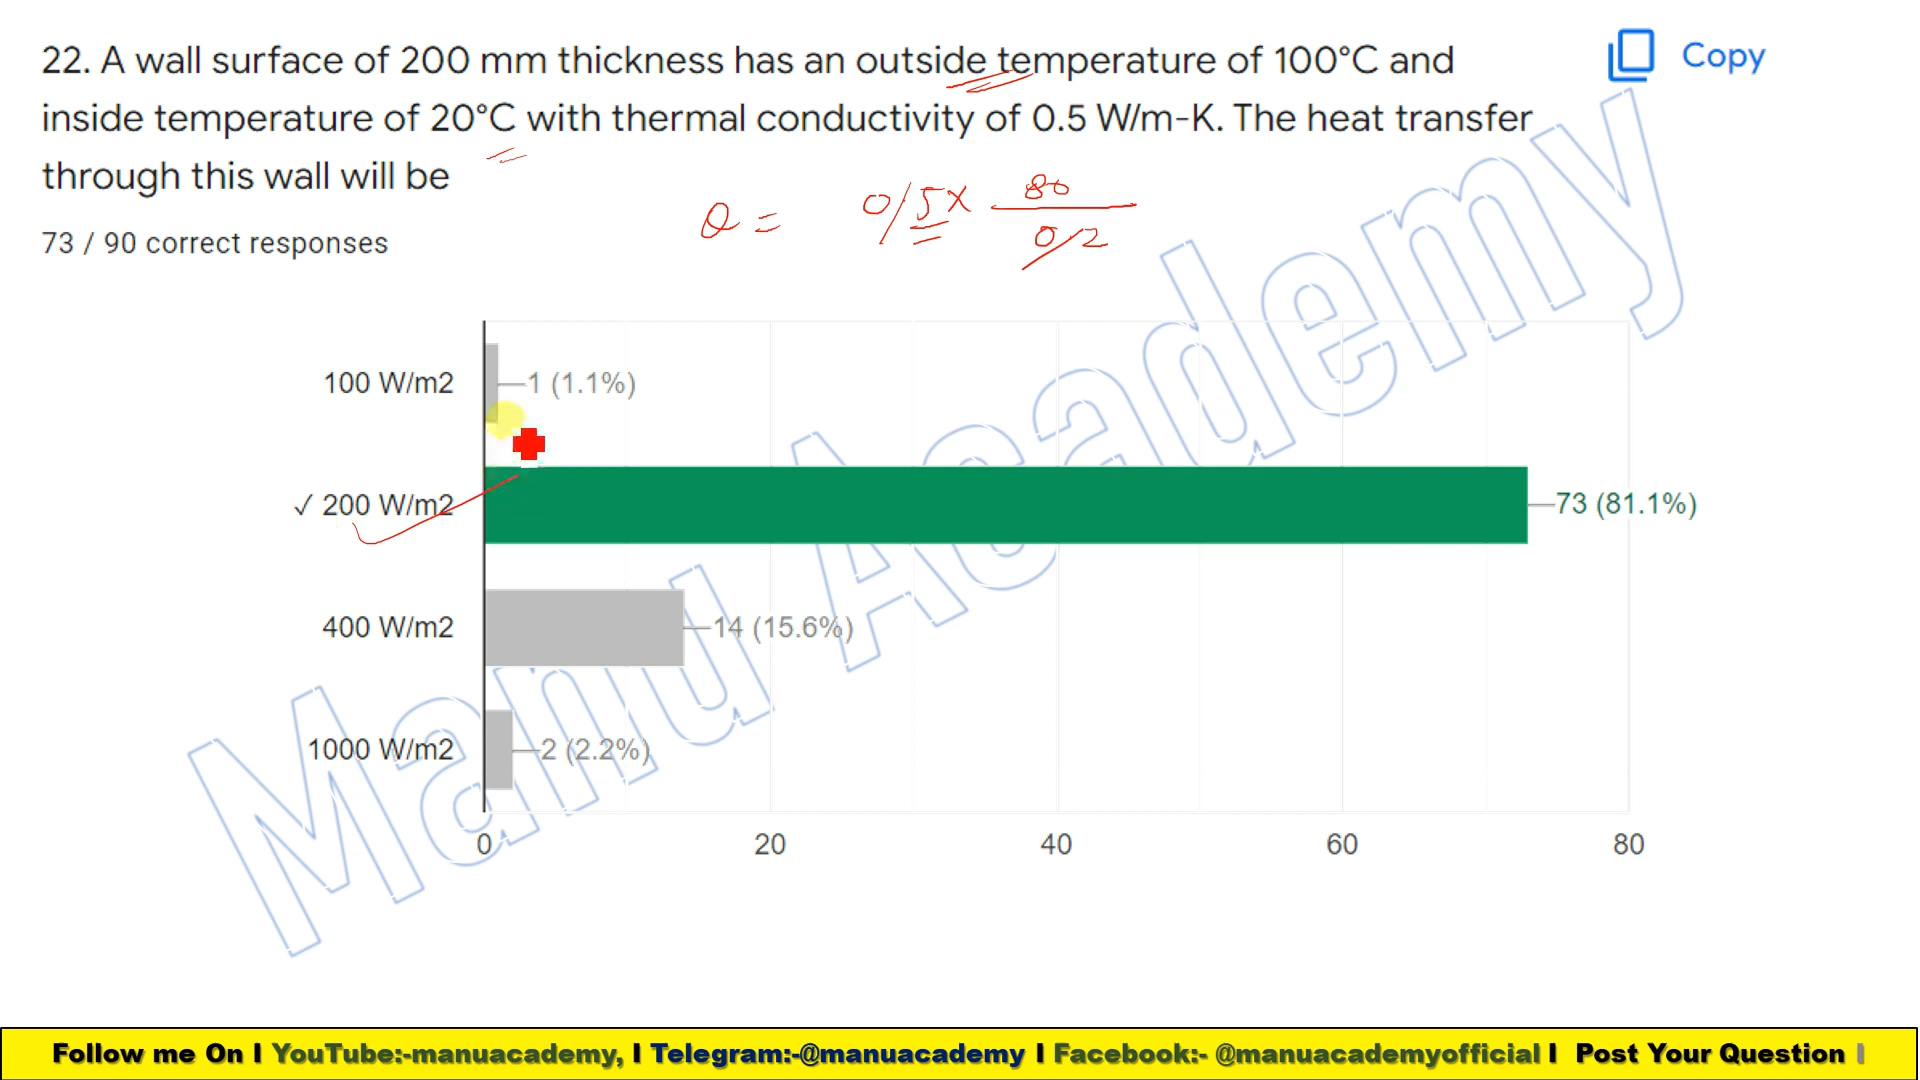 22. A wall surface of 200 mm thickness has an outside temperature of 100°C and
inside temperature of 20°C with thermal conductivity of 0.5 W/m-K. The heat transfer
through this wall will be
Copy
Q = 0/5 x 80
0/2
73 / 90 correct responses
100 W/m2
1 (1.1%)
✓ 200 W/m2
73 (81.1%)
400 W/m2
14 (15.6%)
1000 W/m2
2 (2.2%)
0 20 40 60 80
Manu Academy
Follow me On I YouTube:-manuacademy, I Telegram:-@manuacademy I Facebook:- @manuacademyofficial I Post Your Question I